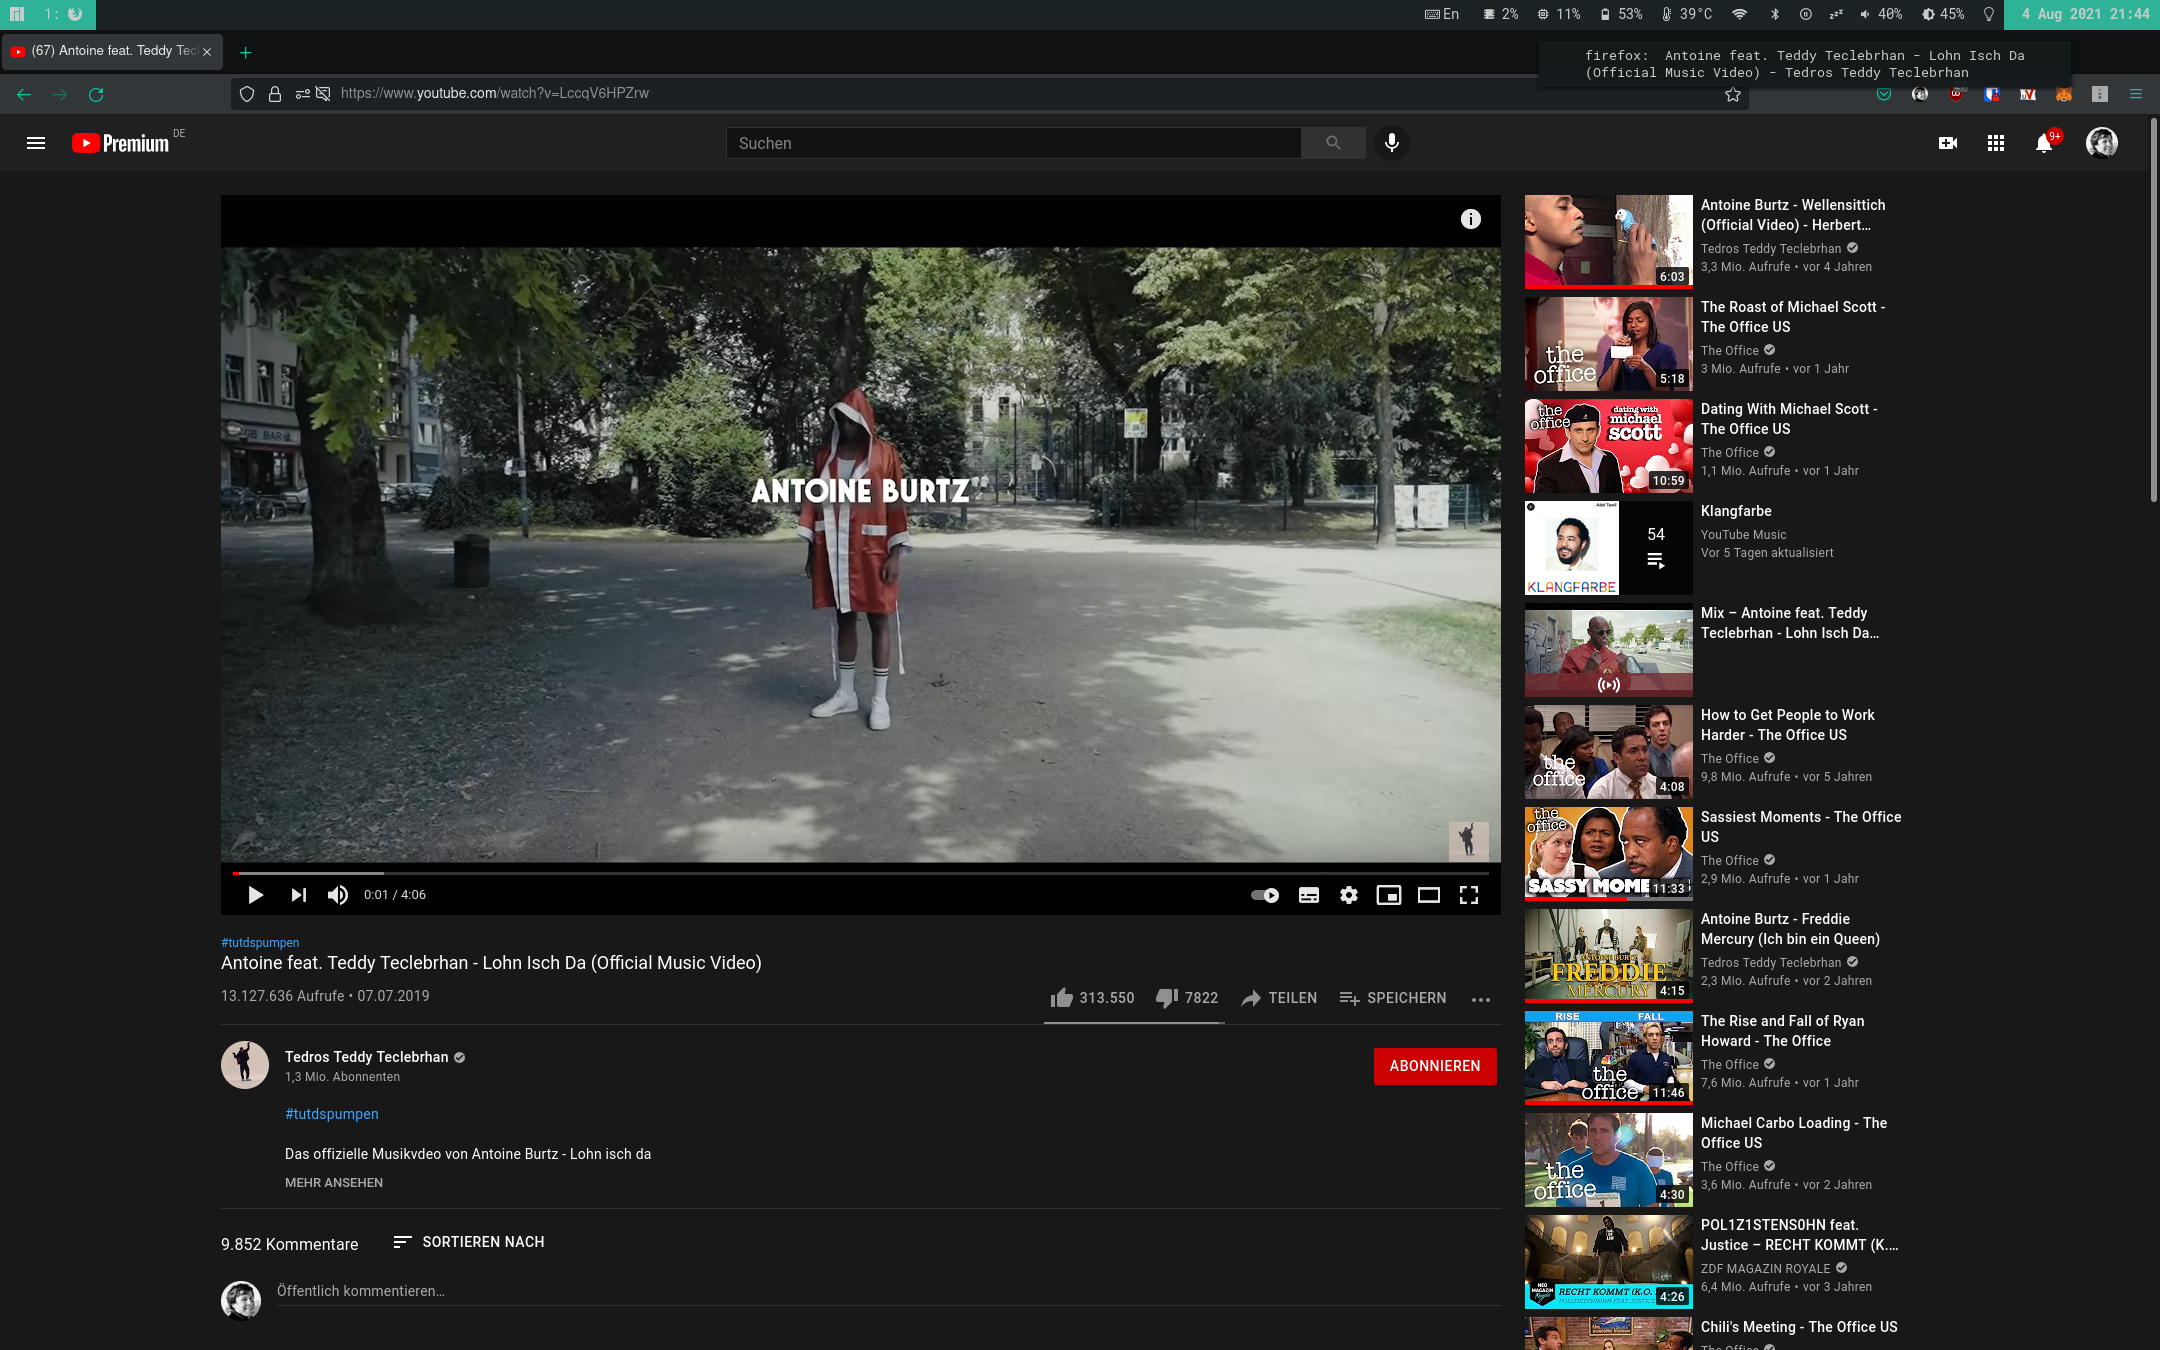 1:
En 2% 11% 53% 39°C zzz 40% 45% 4 Aug 2021 21:44
(67) Antoine feat. Teddy Tec
firefox: Antoine feat. Teddy Teclebrhan - Lohn Isch Da
(Official Music Video) - Tedros Teddy Teclebrhan
https://www.youtube.com/watch?v=LccqV6HPZrw
Premium DE
Suchen
9+
ANTOINE BURTZ
0:01 / 4:06
#tutdspumpen
Antoine feat. Teddy Teclebrhan - Lohn Isch Da (Official Music Video)
13.127.636 Aufrufe • 07.07.2019
313.550 7822 TEILEN SPEICHERN
Tedros Teddy Teclebrhan
1,3 Mio. Abonnenten
ABONNIEREN
#tutdspumpen
Das offizielle Musikvdeo von Antoine Burtz - Lohn isch da
MEHR ANSEHEN
9.852 Kommentare SORTIEREN NACH
Öffentlich kommentieren...
6:03
Antoine Burtz - Wellensittich
(Official Video) - Herbert...
Tedros Teddy Teclebrhan
3,3 Mio. Aufrufe • vor 4 Jahren
the
office
5:18
The Roast of Michael Scott -
The Office US
The Office
3 Mio. Aufrufe • vor 1 Jahr
the
office
dating with
michael
scott
10:59
Dating With Michael Scott -
The Office US
The Office
1,1 Mio. Aufrufe • vor 1 Jahr
Adel Tawil
KLANGFARBE
54
Klangfarbe
YouTube Music
Vor 5 Tagen aktualisiert
Mix – Antoine feat. Teddy
Teclebrhan - Lohn Isch Da...
the
office
4:08
How to Get People to Work
Harder - The Office US
The Office
9,8 Mio. Aufrufe • vor 5 Jahren
the
office
SASSY MOME
11:33
Sassiest Moments - The Office
US
The Office
2,9 Mio. Aufrufe • vor 1 Jahr
ANTOINE BURTZ
FREDDIE
MERCURY
4:15
Antoine Burtz - Freddie
Mercury (Ich bin ein Queen)
Tedros Teddy Teclebrhan
2,3 Mio. Aufrufe • vor 2 Jahren
RISE FALL
the
office
11:46
The Rise and Fall of Ryan
Howard - The Office
The Office
7,6 Mio. Aufrufe • vor 1 Jahr
the
office
4:30
Michael Carbo Loading - The
Office US
The Office
3,6 Mio. Aufrufe • vor 2 Jahren
NEO
MAGAZIN
Royale
RECHT KOMMT (K.O.
4:26
POL1Z1STENS0HN feat.
Justice – RECHT KOMMT (K....
ZDF MAGAZIN ROYALE
6,4 Mio. Aufrufe • vor 3 Jahren
Chili's Meeting - The Office US
The Office